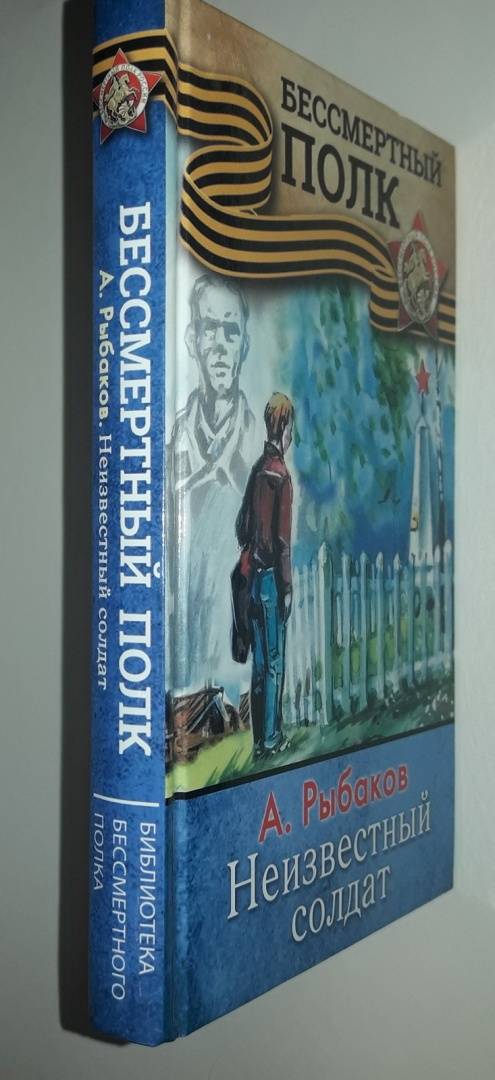 БЕССМЕРТНЫЙ
ПОЛК
А. Рыбаков
Неизвестный
солдат
БЕССМЕРТНЫЙ ПОЛК
А. Рыбаков. Неизвестный солдат
БИБЛИОТЕКА
БЕССМЕРТНОГО
ПОЛКА